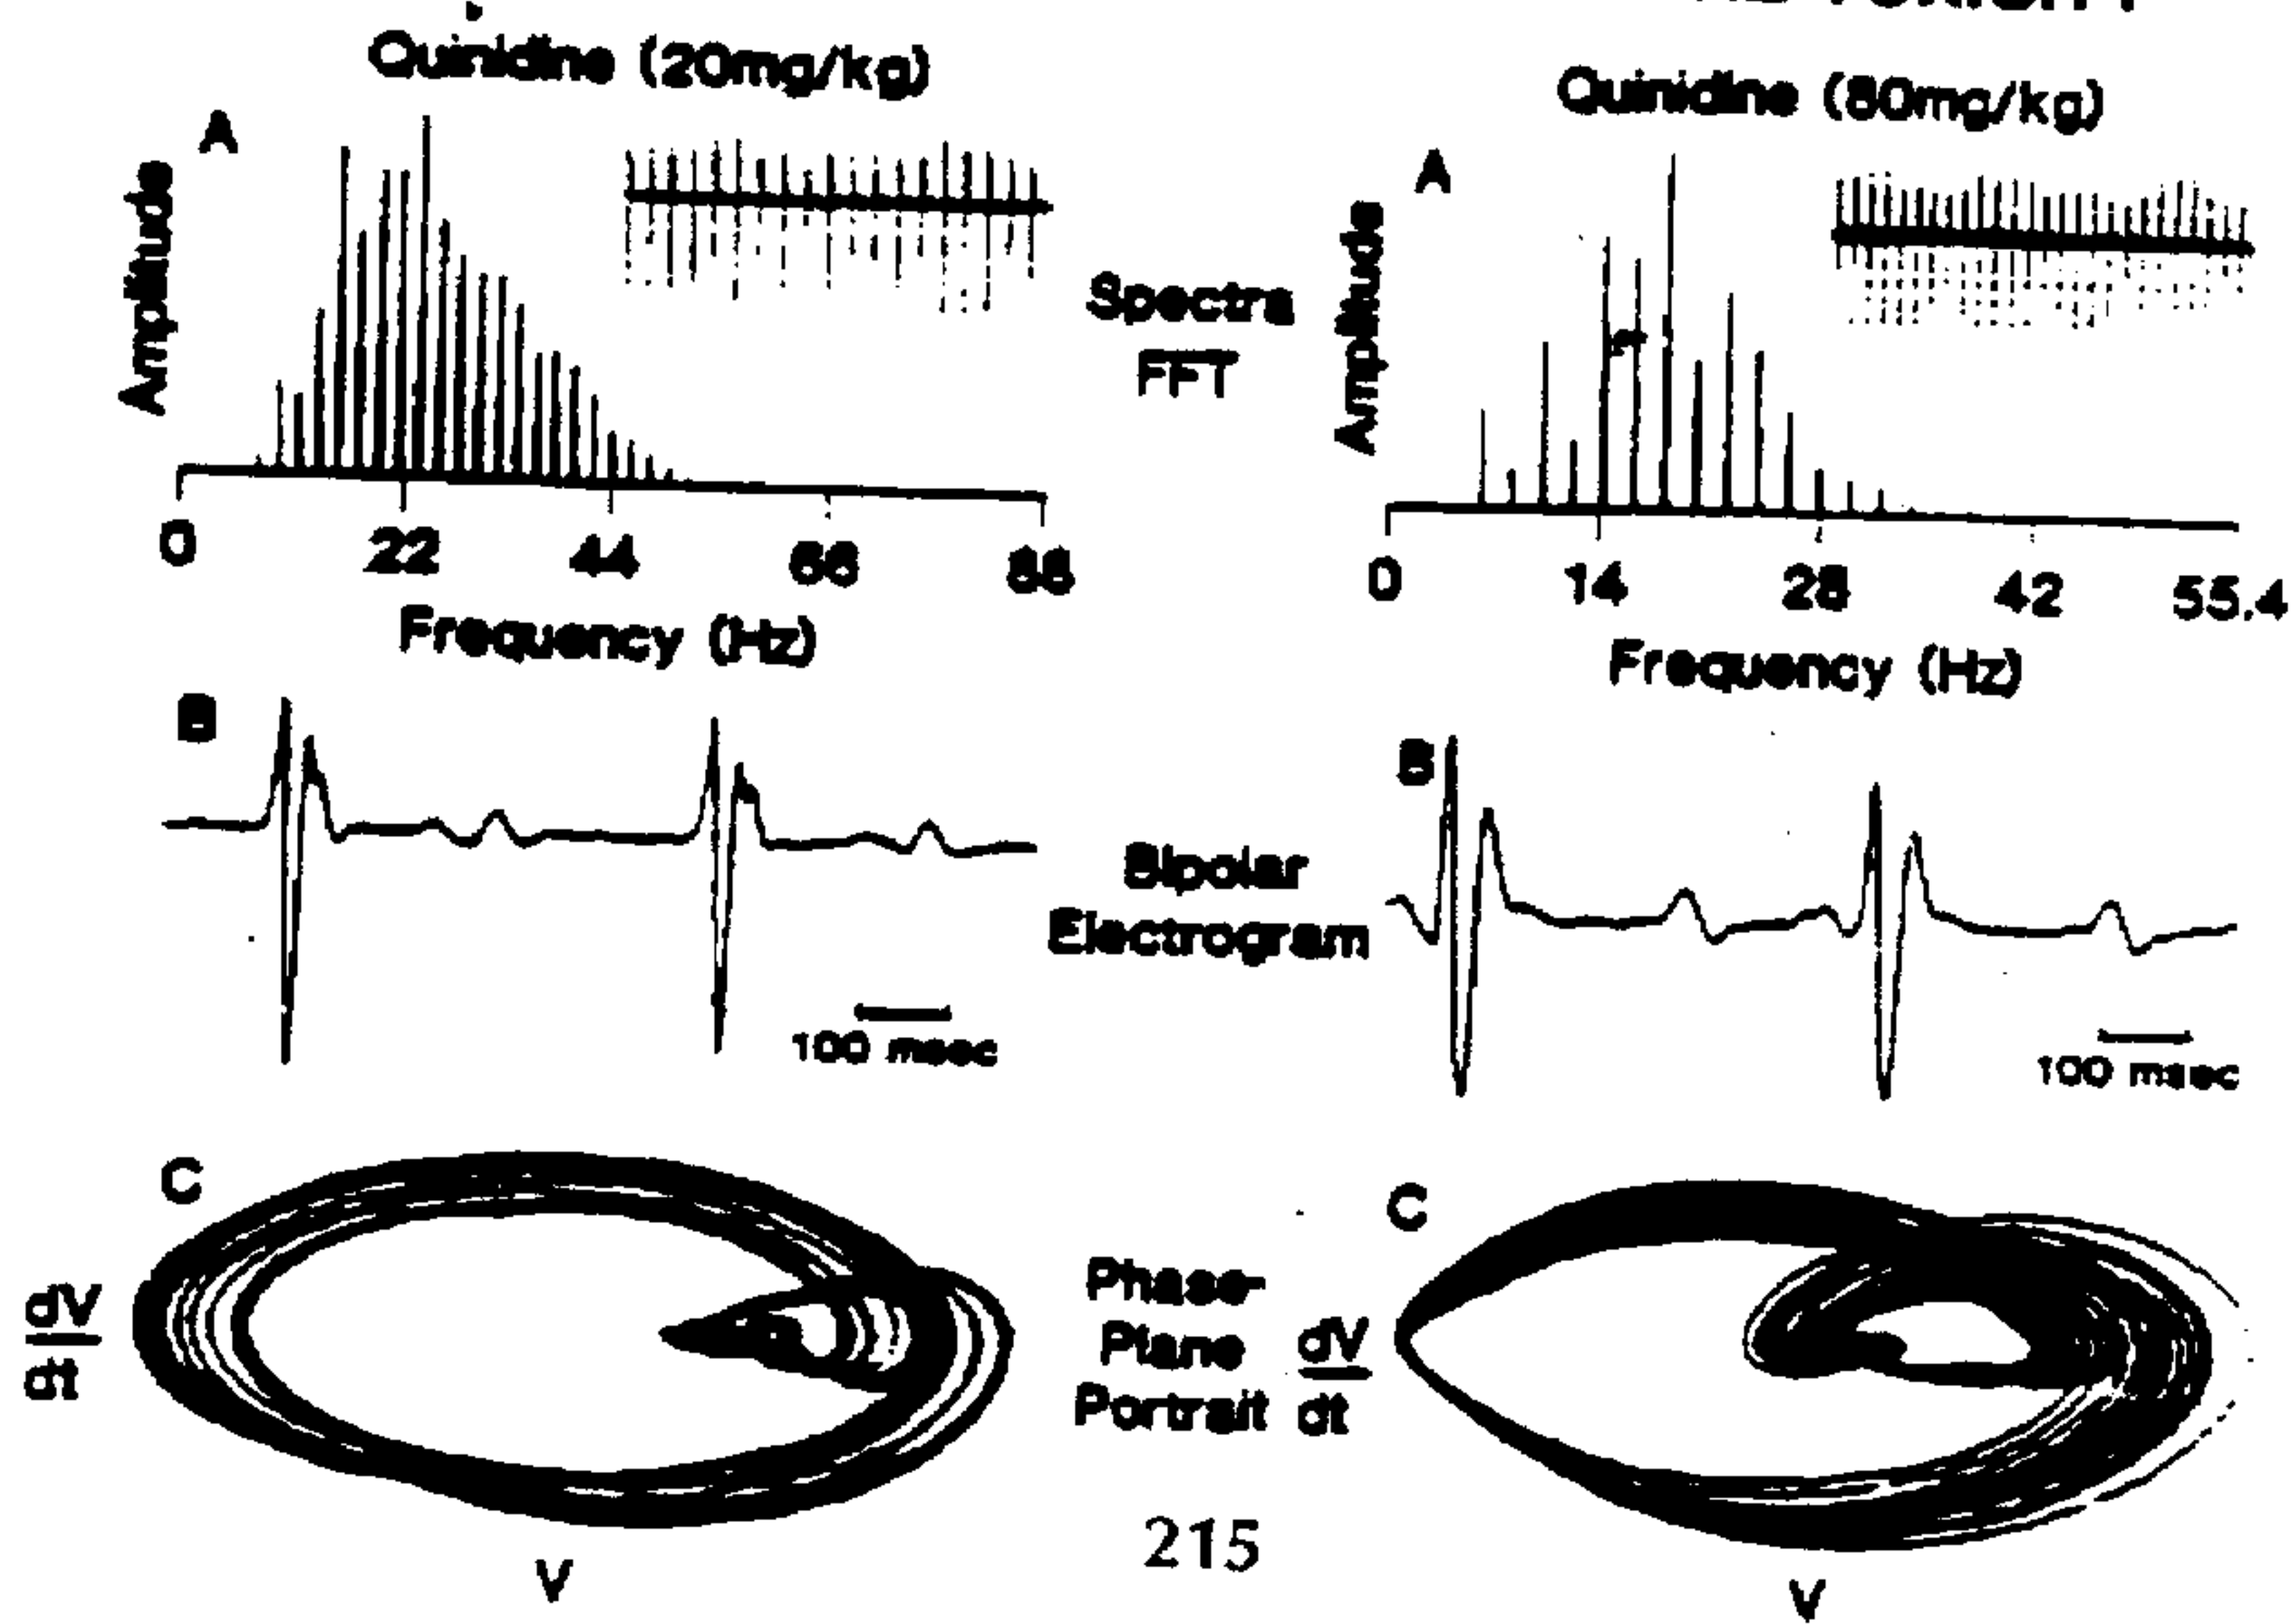 Quinidine (20mg/kg)
Quinidine (80mg/kg)
A
Amplitude
A
Amplitude
Spectra
FFT
0 22 44 66 88
Frequency (Hz)
0 14 28 42 55.4
Frequency (Hz)
B
B
Bipolar
Electrogram
100 msec
100 msec
C
C
dV
dt
Phase-
Plane
Portrait
dV
dt
215
V
V